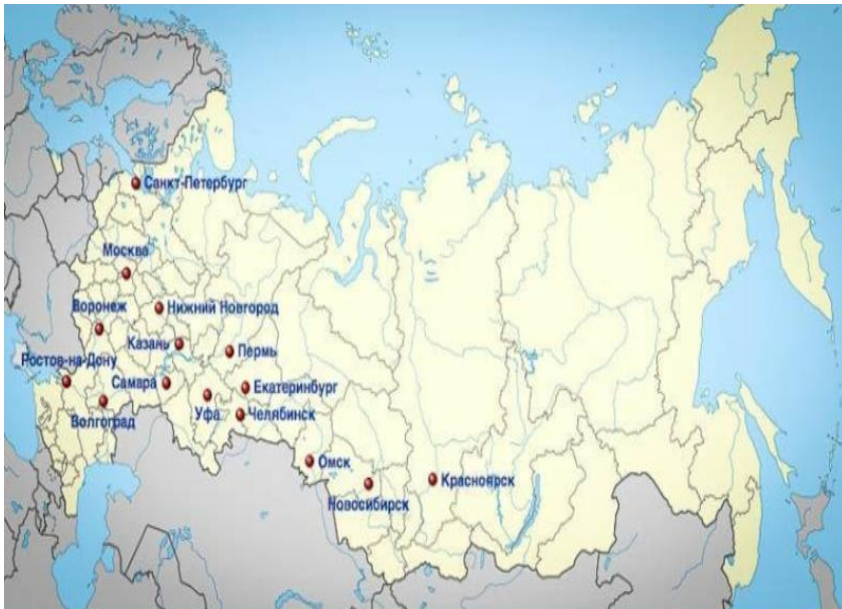 Санкт-Петербург
Москва
Нижний Новгород
Воронеж
Казань
Пермь
Ростов-на-Дону
Самара
Екатеринбург
Уфа
Челябинск
Волгоград
Омск
Красноярск
Новосибирск